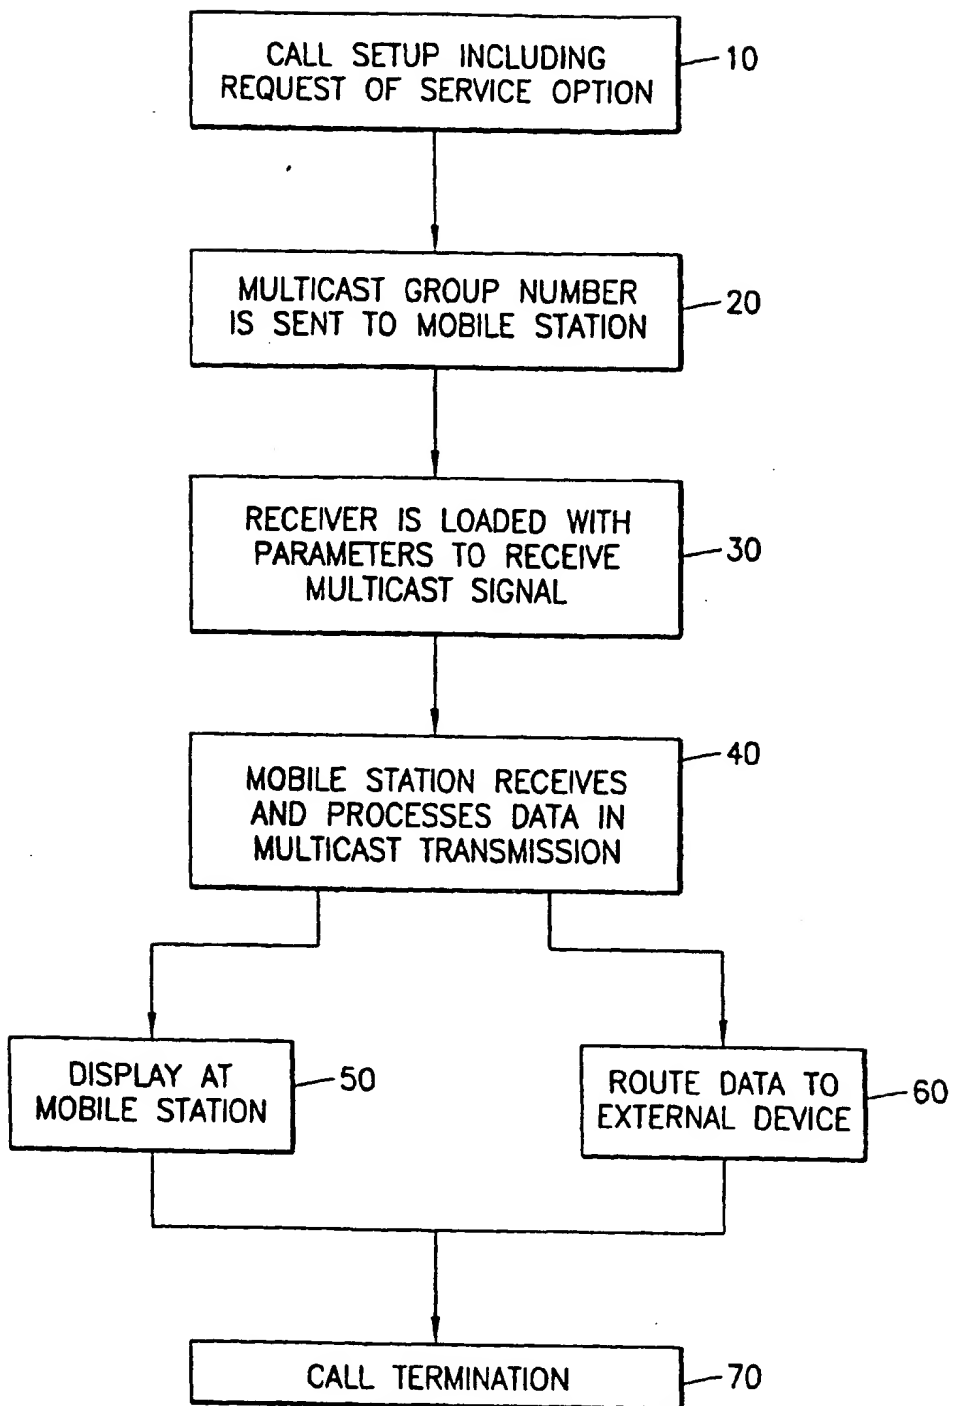 CALL SETUP INCLUDING
REQUEST OF SERVICE OPTION
10
MULTICAST GROUP NUMBER
IS SENT TO MOBILE STATION
20
RECEIVER IS LOADED WITH
PARAMETERS TO RECEIVE
MULTICAST SIGNAL
30
MOBILE STATION RECEIVES
AND PROCESSES DATA IN
MULTICAST TRANSMISSION
40
DISPLAY AT
MOBILE STATION
50
ROUTE DATA TO
EXTERNAL DEVICE
60
CALL TERMINATION
70